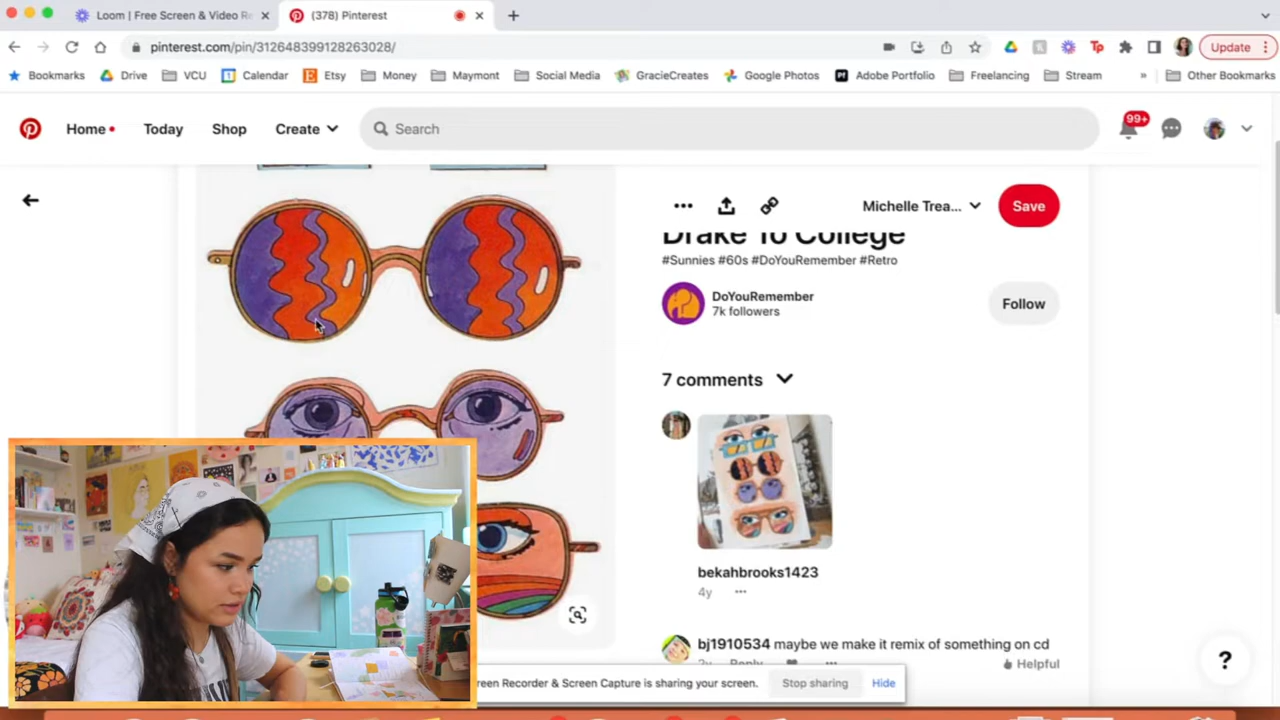 Loom | Free Screen & Video Re
(378) Pinterest
pinterest.com/pin/312648399128263028/
Update
Bookmarks
Drive
VCU
Calendar
Etsy
Money
Maymont
Social Media
GracieCreates
Google Photos
Adobe Portfolio
Freelancing
Stream
»
Other Bookmarks
Home
Today
Shop
Create
Search
99+
Michelle Trea...
Save
Drake To College
#Sunnies #60s #DoYouRemember #Retro
DoYouRemember
7k followers
Follow
7 comments
bekahbrooks1423
4y
bj1910534 maybe we make it remix of something on cd
Reply
Helpful
reen Recorder & Screen Capture is sharing your screen.
Stop sharing
Hide
?